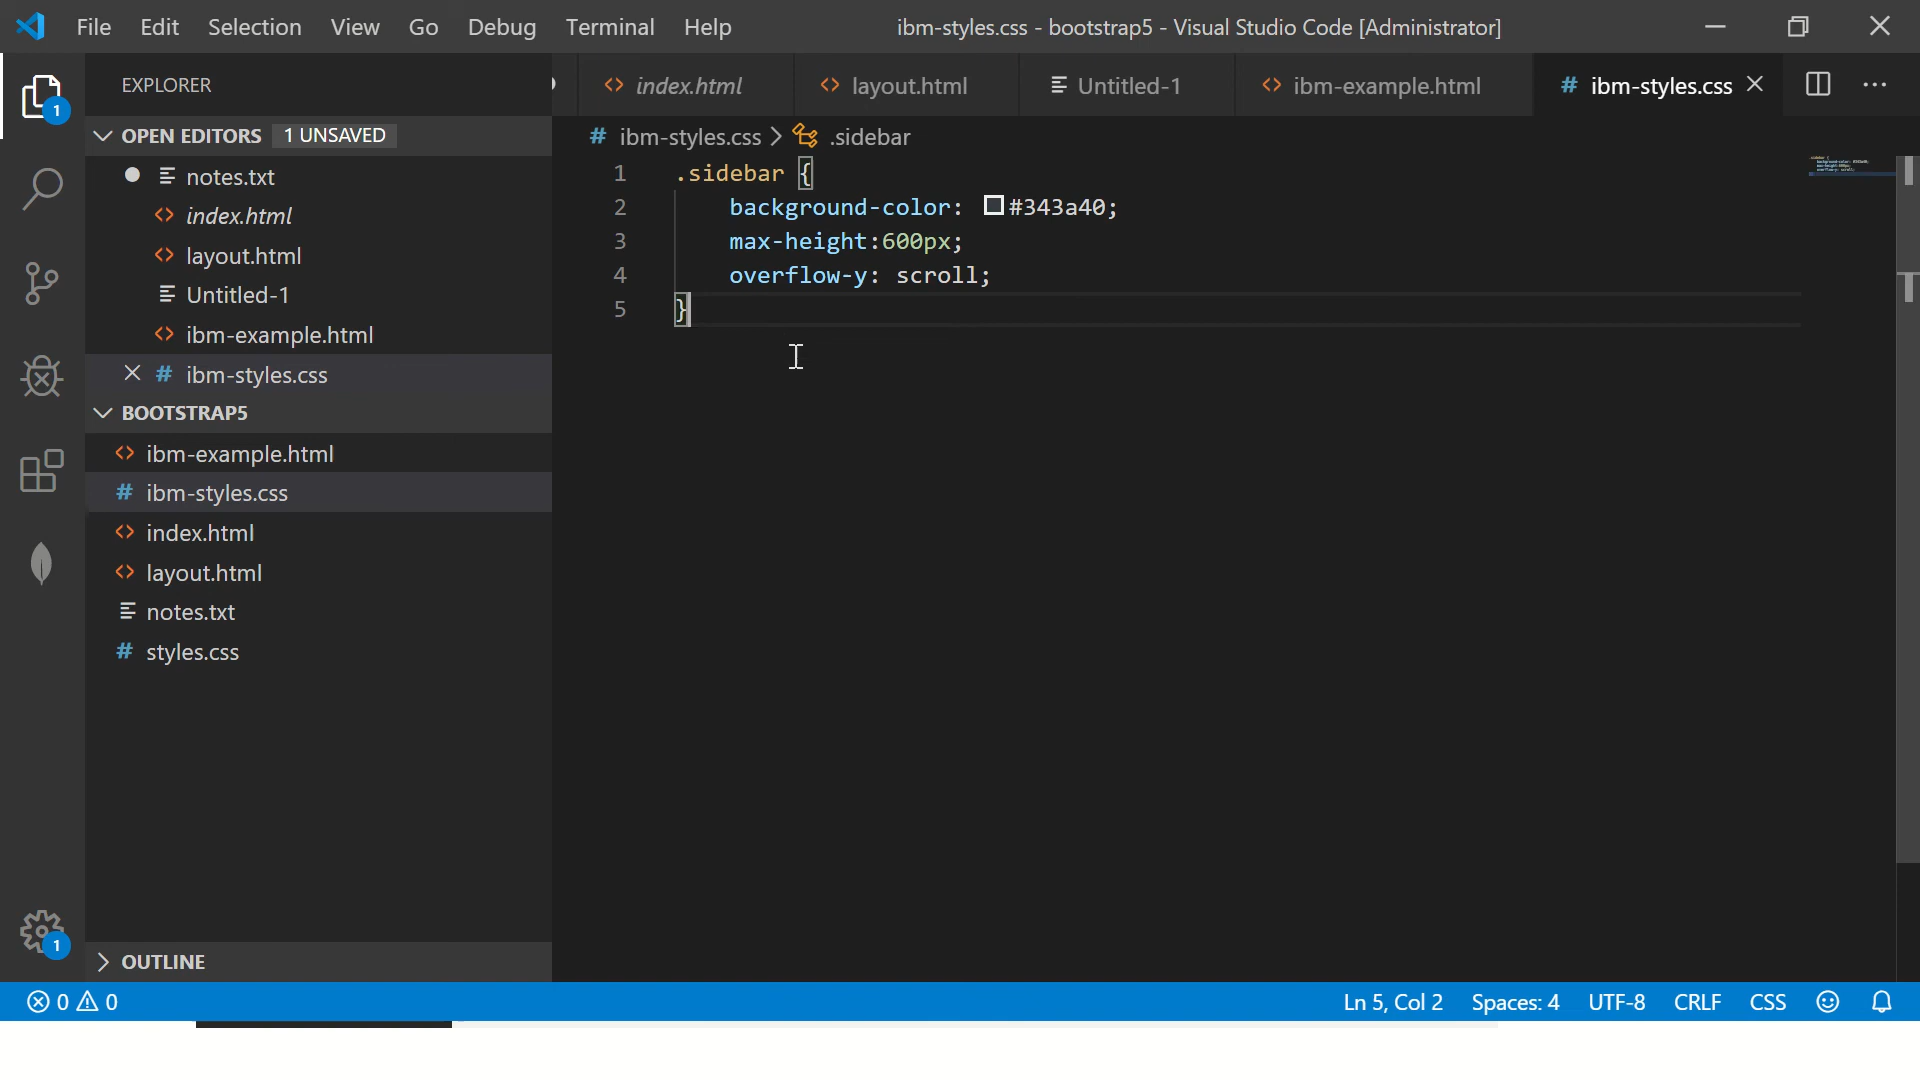 File Edit Selection View Go Debug Terminal Help ibm-styles.css - bootstrap5 - Visual Studio Code [Administrator]
EXPLORER
index.html layout.html Untitled-1 ibm-example.html # ibm-styles.css
1
OPEN EDITORS 1 UNSAVED
notes.txt
index.html
layout.html
Untitled-1
ibm-example.html
# ibm-styles.css
BOOTSTRAP5
ibm-example.html
# ibm-styles.css
index.html
layout.html
notes.txt
# styles.css
1
OUTLINE
# ibm-styles.css > .sidebar
1 .sidebar {
2 background-color: #343a40;
3 max-height:600px;
4 overflow-y: scroll;
5 }
0 0 Ln 5, Col 2 Spaces: 4 UTF-8 CRLF CSS